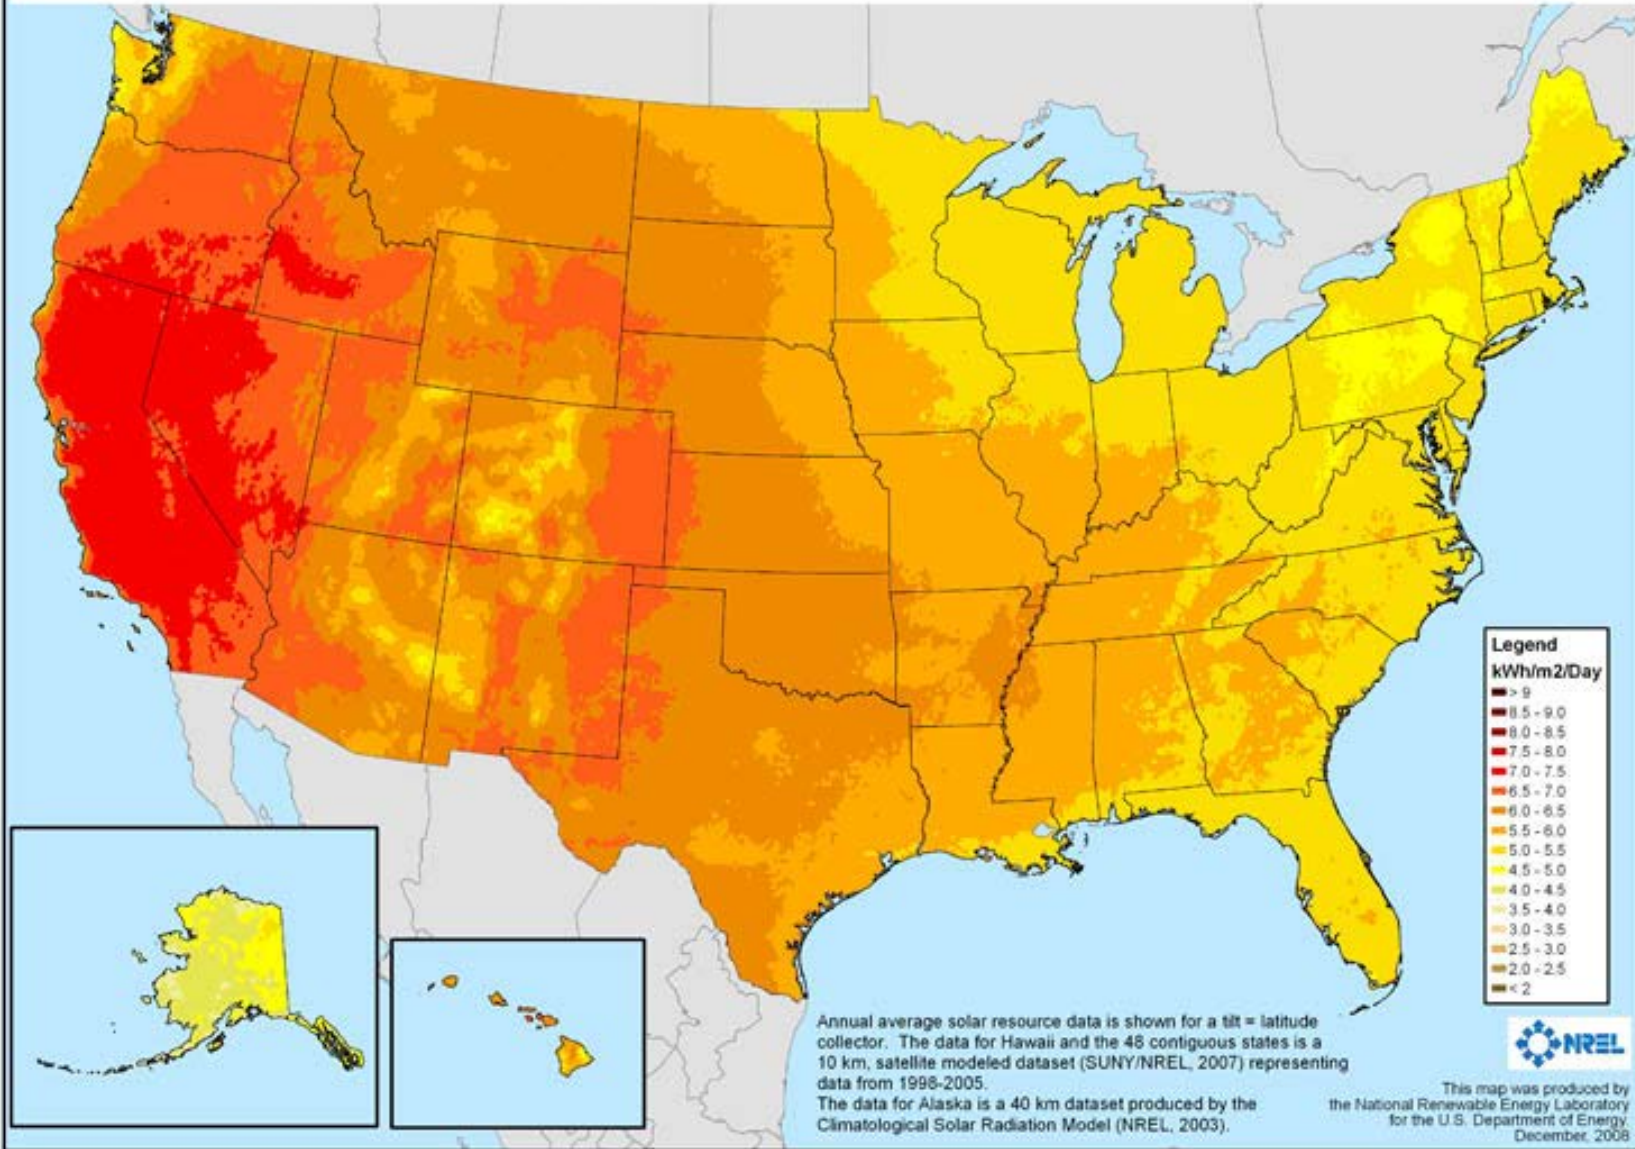 Legend
kWh/m2/Day
> 9
8.5 - 9.0
8.0 - 8.5
7.5 - 8.0
7.0 - 7.5
6.5 - 7.0
6.0 - 6.5
5.5 - 6.0
5.0 - 5.5
4.5 - 5.0
4.0 - 4.5
3.5 - 4.0
3.0 - 3.5
2.5 - 3.0
2.0 - 2.5
< 2
Annual average solar resource data is shown for a tilt = latitude
collector. The data for Hawaii and the 48 contiguous states is a
10 km, satellite modeled dataset (SUNY/NREL, 2007) representing
data from 1998-2005.
The data for Alaska is a 40 km dataset produced by the
Climatological Solar Radiation Model (NREL, 2003).
NREL
This map was produced by
the National Renewable Energy Laboratory
for the U.S. Department of Energy.
December, 2008